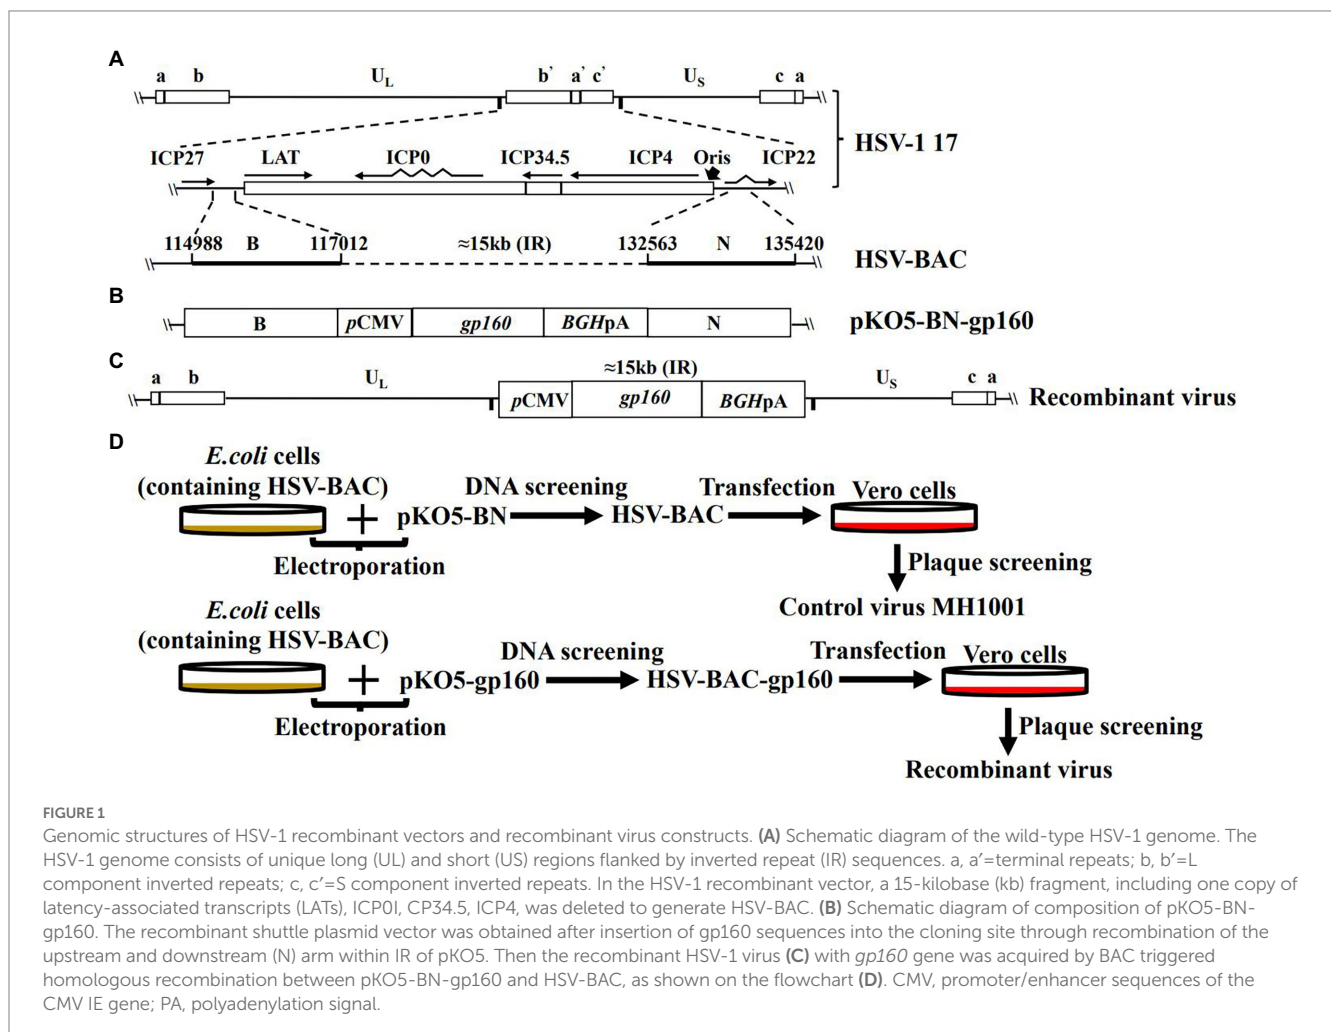 A
a b U_L b’ a’ c’ U_S c a
HSV-1 17
ICP27 LAT ICP0 ICP34.5 ICP4 Oris ICP22
114988 B 117012 ≈15kb (IR) 132563 N 135420
HSV-BAC
B
B pCMV gp160 BGHpA N
pKO5-BN-gp160
C
≈15kb (IR)
a b U_L U_S c a
pCMV gp160 BGHpA
Recombinant virus
D
E.coli cells
(containing HSV-BAC)
DNA screening Transfection Vero cells
+ pKO5-BN HSV-BAC
Electroporation
Plaque screening
Control virus MH1001
E.coli cells
(containing HSV-BAC)
DNA screening Transfection Vero cells
+ pKO5-gp160 HSV-BAC-gp160
Electroporation
Plaque screening
Recombinant virus
FIGURE 1
Genomic structures of HSV-1 recombinant vectors and recombinant virus constructs. (A) Schematic diagram of the wild-type HSV-1 genome. The
HSV-1 genome consists of unique long (UL) and short (US) regions flanked by inverted repeat (IR) sequences. a, a′=terminal repeats; b, b′=L
component inverted repeats; c, c′=S component inverted repeats. In the HSV-1 recombinant vector, a 15-kilobase (kb) fragment, including one copy of
latency-associated transcripts (LATs), ICP0I, CP34.5, ICP4, was deleted to generate HSV-BAC. (B) Schematic diagram of composition of pKO5-BN-
gp160. The recombinant shuttle plasmid vector was obtained after insertion of gp160 sequences into the cloning site through recombination of the
upstream and downstream (N) arm within IR of pKO5. Then the recombinant HSV-1 virus (C) with gp160 gene was acquired by BAC triggered
homologous recombination between pKO5-BN-gp160 and HSV-BAC, as shown on the flowchart (D). CMV, promoter/enhancer sequences of the
CMV IE gene; PA, polyadenylation signal.